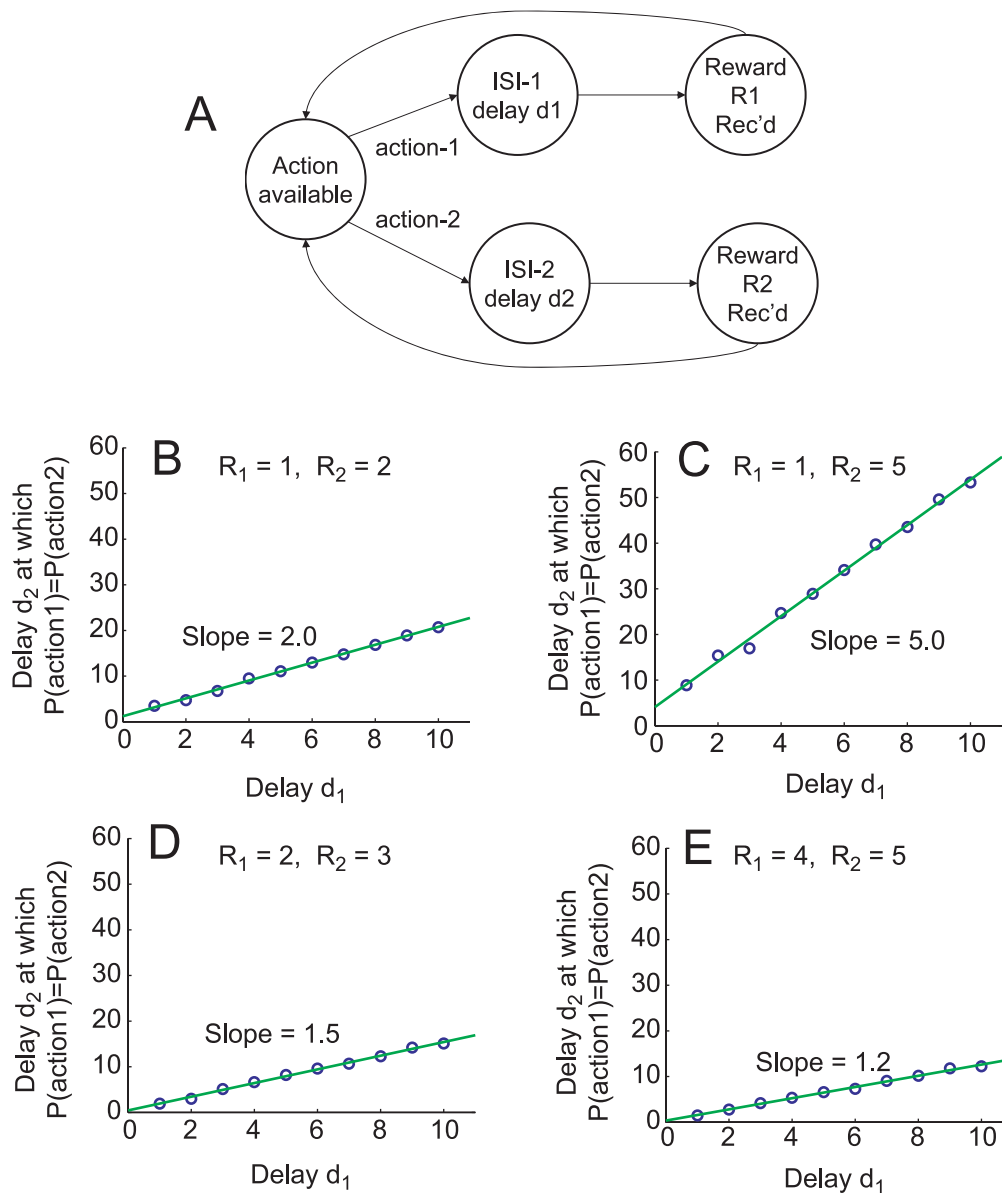 A
Action
available
action-1
action-2
ISI-1
delay d1
Reward
R1
Rec'd
ISI-2
delay d2
Reward
R2
Rec'd
B
R1 = 1, R2 = 2
Delay d2 at which
P(action1)=P(action2)
60
50
40
30
20
10
0
Slope = 2.0
0 2 4 6 8 10
Delay d1
C
R1 = 1, R2 = 5
Delay d2 at which
P(action1)=P(action2)
60
50
40
30
20
10
0
Slope = 5.0
0 2 4 6 8 10
Delay d1
D
R1 = 2, R2 = 3
Delay d2 at which
P(action1)=P(action2)
60
50
40
30
20
10
0
Slope = 1.5
0 2 4 6 8 10
Delay d1
E
R1 = 4, R2 = 5
Delay d2 at which
P(action1)=P(action2)
60
50
40
30
20
10
0
Slope = 1.2
0 2 4 6 8 10
Delay d1